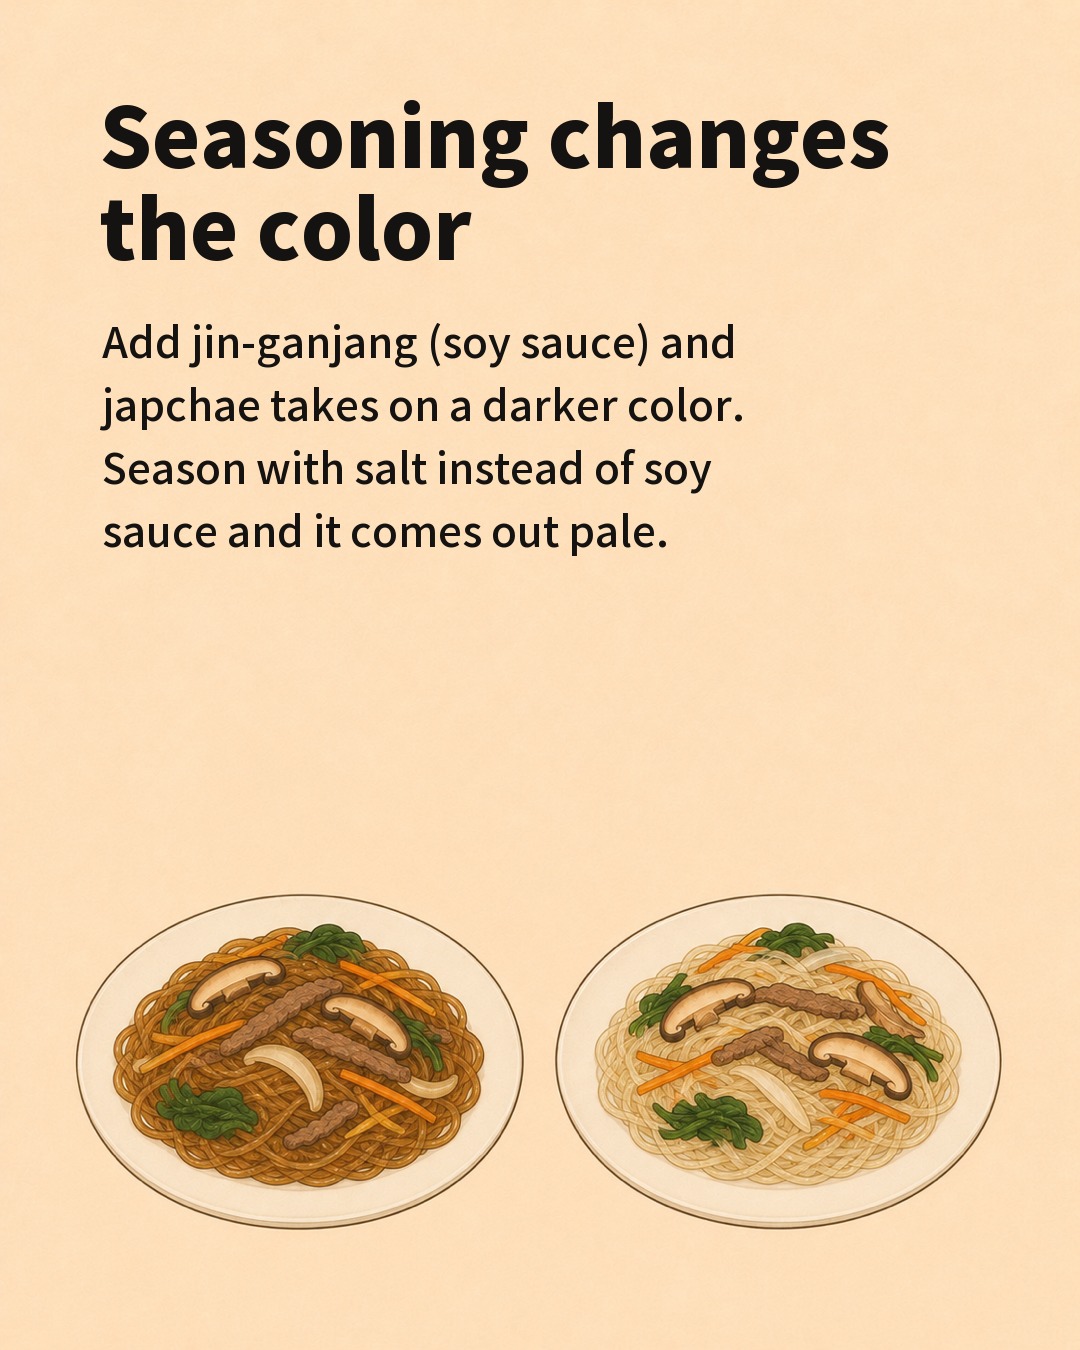 Seasoning changes
the color
Add jin-ganjang (soy sauce) and
japchae takes on a darker color.
Season with salt instead of soy
sauce and it comes out pale.